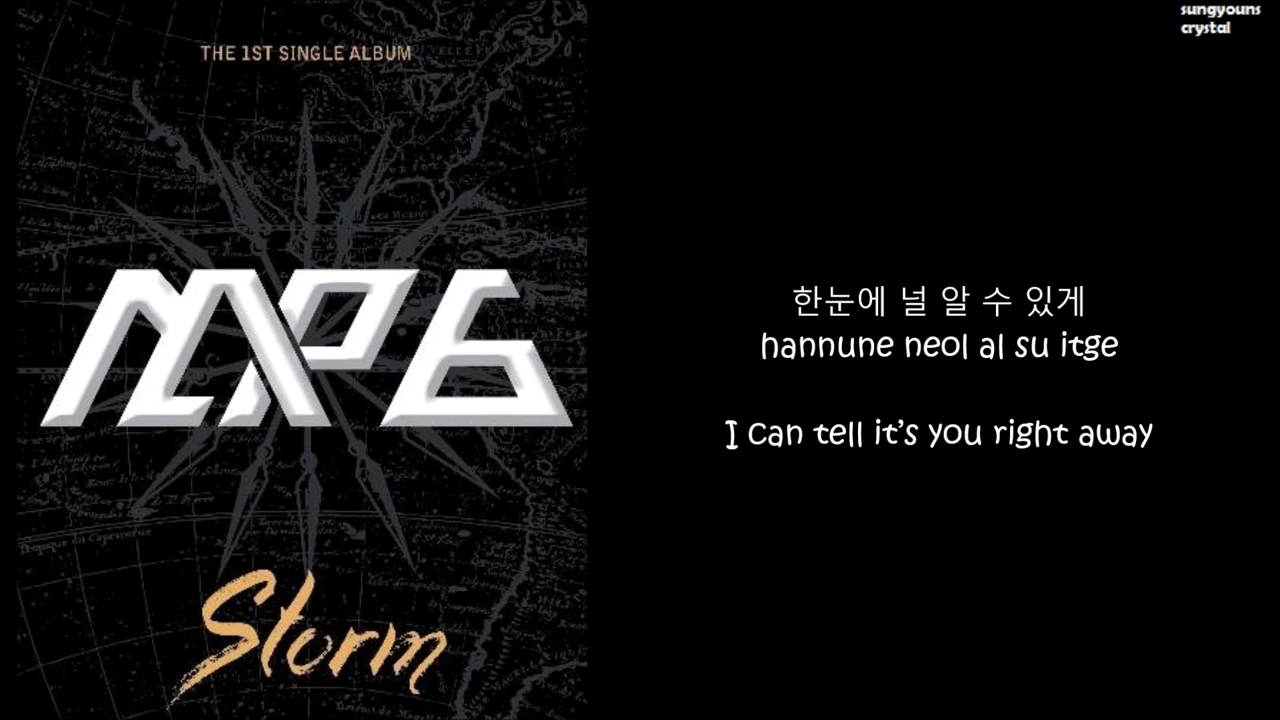 THE 1ST SINGLE ALBUM
MP6
Storm
sungyouns
crystal
한눈에 널 알 수 있게
hannune neol al su itge
I can tell it's you right away